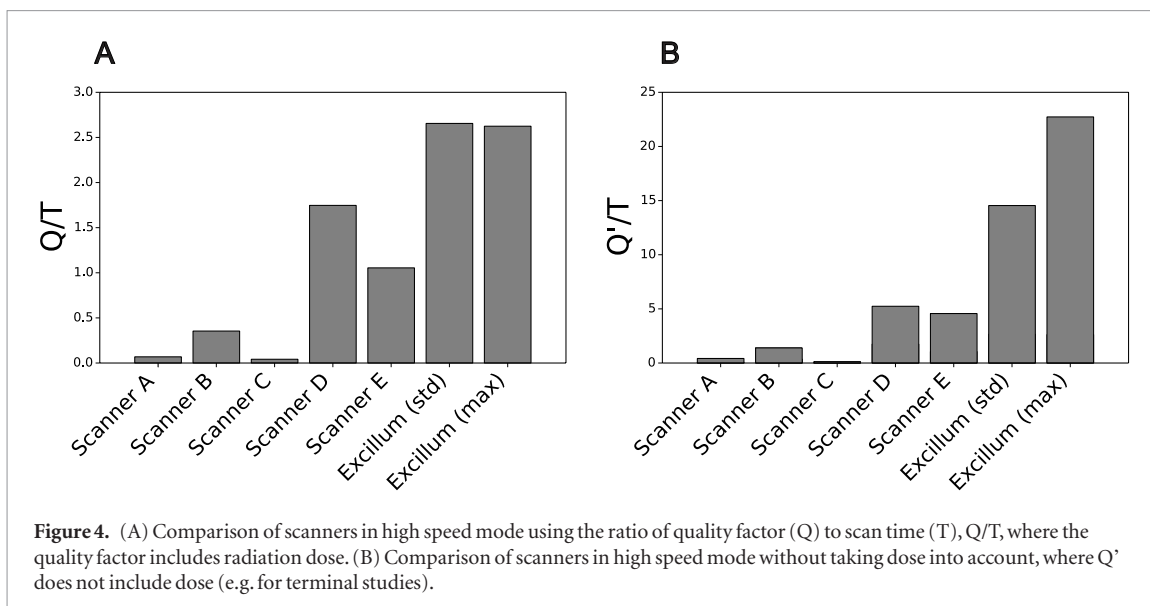 A
3.0
2.5
2.0
1.5
1.0
0.5
0.0
Q/T
Scanner A
Scanner B
Scanner C
Scanner D
Scanner E
Excillum (std)
Excillum (max)
B
25
20
15
10
5
0
Q'/T
Scanner A
Scanner B
Scanner C
Scanner D
Scanner E
Excillum (std)
Excillum (max)
Figure 4. (A) Comparison of scanners in high speed mode using the ratio of quality factor (Q) to scan time (T), Q/T, where the
quality factor includes radiation dose. (B) Comparison of scanners in high speed mode without taking dose into account, where Q’
does not include dose (e.g. for terminal studies).